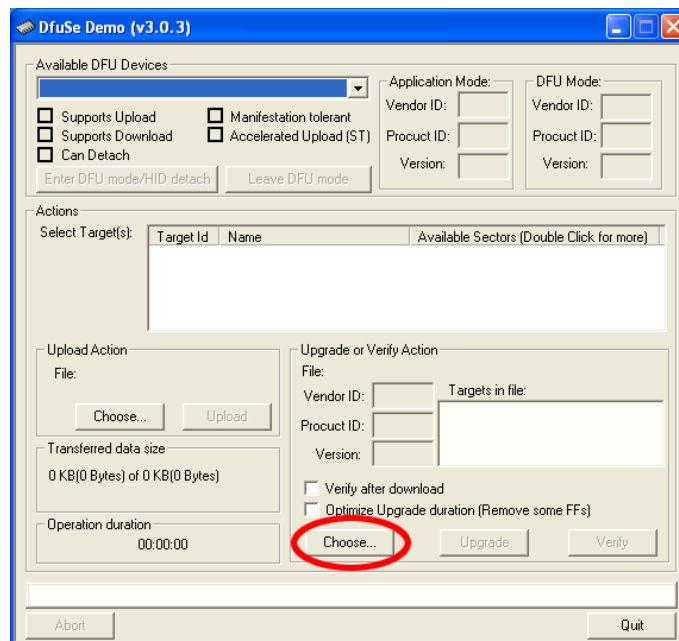 DfuSe Demo (v3.0.3)
Available DFU Devices
Supports Upload
Manifestation tolerant
Supports Download
Accelerated Upload (ST)
Can Detach
Enter DFU mode/HID detach
Leave DFU mode
Application Mode:
Vendor ID:
Procuct ID:
Version:
DFU Mode:
Vendor ID:
Procuct ID:
Version:
Actions
Select Target(s):
Target Id Name Available Sectors (Double Click for more)
Upload Action
File:
Choose... Upload
Transferred data size
0 KB(0 Bytes) of 0 KB(0 Bytes)
Operation duration
00:00:00
Upgrade or Verify Action
File:
Vendor ID:
Procuct ID:
Version:
Targets in file:
Verify after download
Optimize Upgrade duration (Remove some FFs)
Choose... Upgrade Verify
Abort Quit